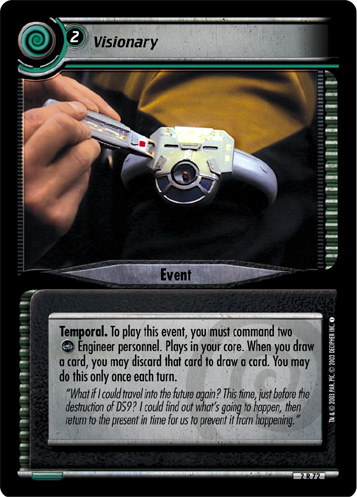 2
Visionary
Event
Temporal. To play this event, you must command two
Engineer personnel. Plays in your core. When you draw
a card, you may discard that card to draw a card. You may
do this only once each turn.
"What if I could travel into the future again? This time, just before the
destruction of DS9? I could find out what's going to happen, then
return to the present in time for us to prevent it from happening."
TM & © 2003 PAR. PIC. © 2003 DECIPHER INC.
2 R 72